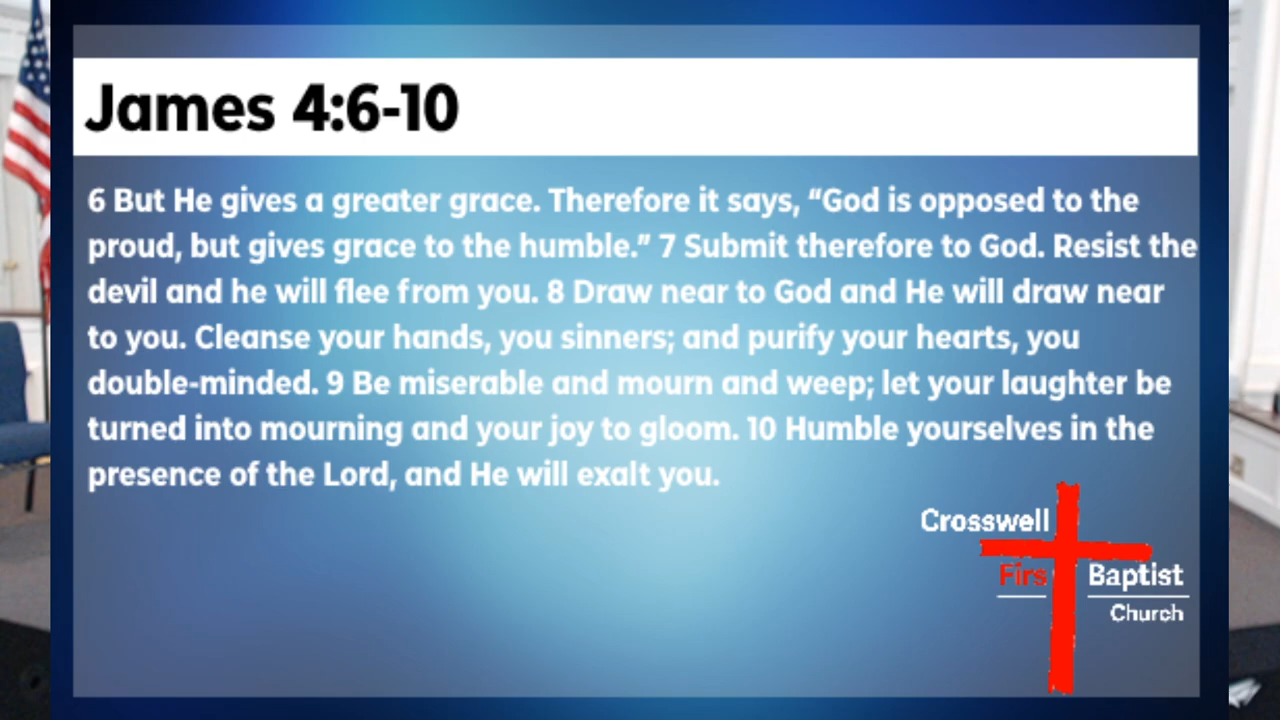 James 4:6-10
6 But He gives a greater grace. Therefore it says, “God is opposed to the
proud, but gives grace to the humble.” 7 Submit therefore to God. Resist the
devil and he will flee from you. 8 Draw near to God and He will draw near
to you. Cleanse your hands, you sinners; and purify your hearts, you
double-minded. 9 Be miserable and mourn and weep; let your laughter be
turned into mourning and your joy to gloom. 10 Humble yourselves in the
presence of the Lord, and He will exalt you.
Crosswell
Firs Baptist
Church